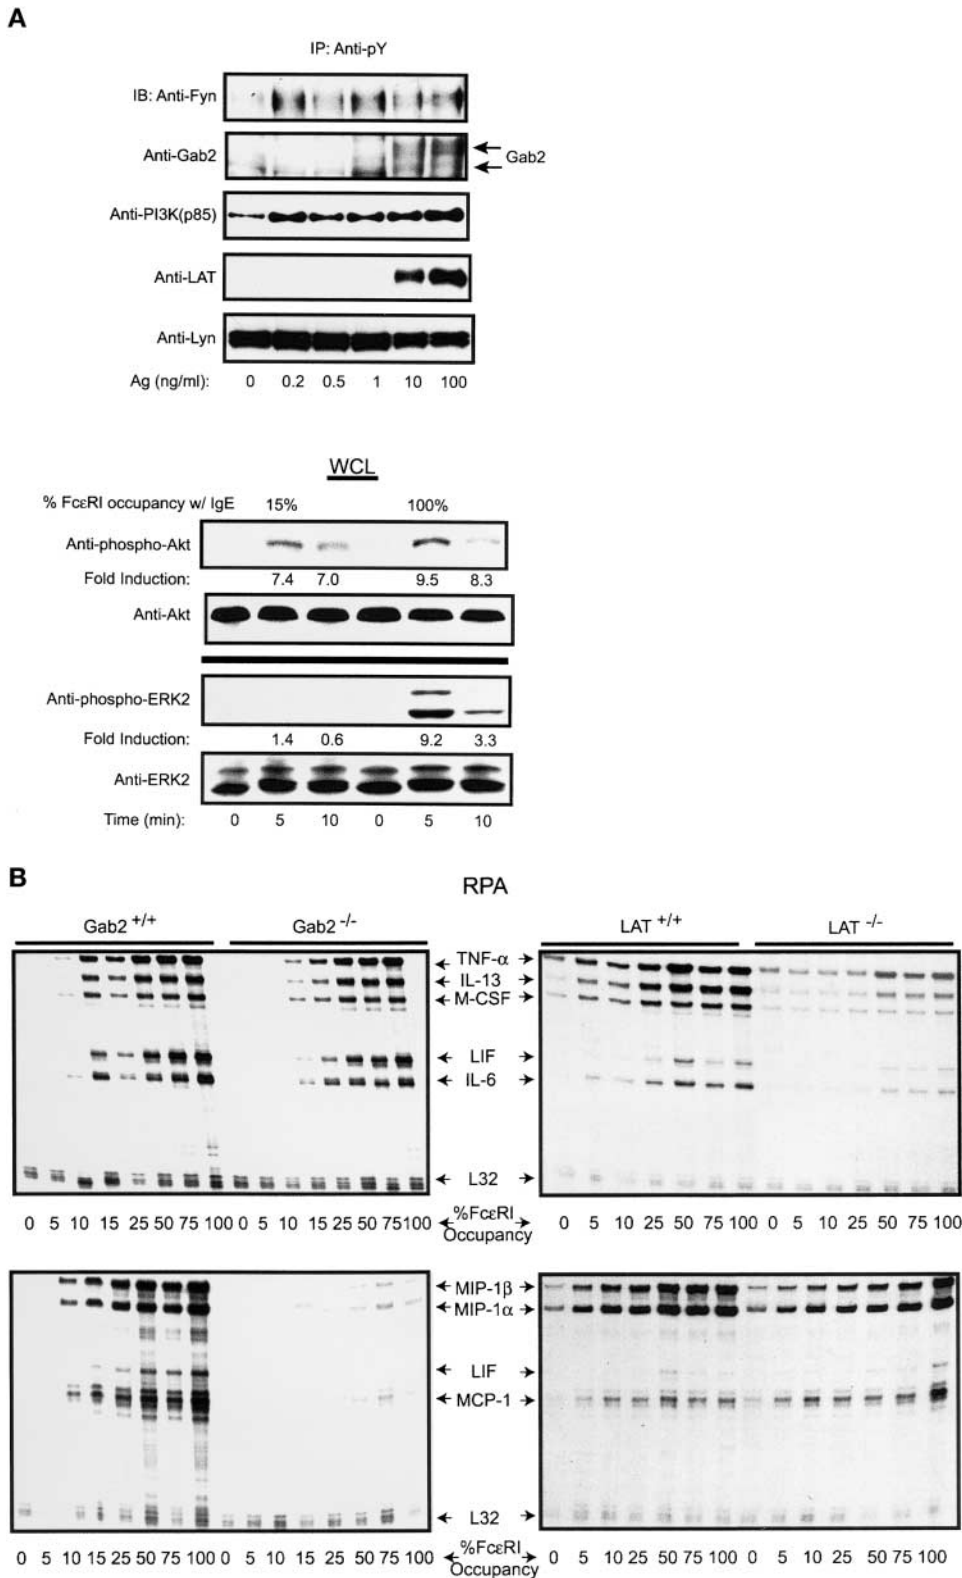 A
IP: Anti-pY
IB: Anti-Fyn
Anti-Gab2
Gab2
Anti-PI3K(p85)
Anti-LAT
Anti-Lyn
Ag (ng/ml): 0 0.2 0.5 1 10 100
WCL
% FcεRI occupancy w/ IgE 15% 100%
Anti-phospho-Akt
Fold Induction: 7.4 7.0 9.5 8.3
Anti-Akt
Anti-phospho-ERK2
Fold Induction: 1.4 0.6 9.2 3.3
Anti-ERK2
Time (min): 0 5 10 0 5 10
B
RPA
Gab2 +/+ Gab2 -/- LAT +/+ LAT -/-
TNF-α
IL-13
M-CSF
LIF
IL-6
L32
0 5 10 15 25 50 75 100 0 5 10 15 25 50 75 100 %FcεRI Occupancy 0 5 10 25 50 75 100 0 5 10 25 50 75 100
MIP-1β
MIP-1α
LIF
MCP-1
L32
0 5 10 15 25 50 75 100 0 5 10 15 25 50 75 100 %FcεRI Occupancy 0 5 10 25 50 75 100 0 5 10 25 50 75 100